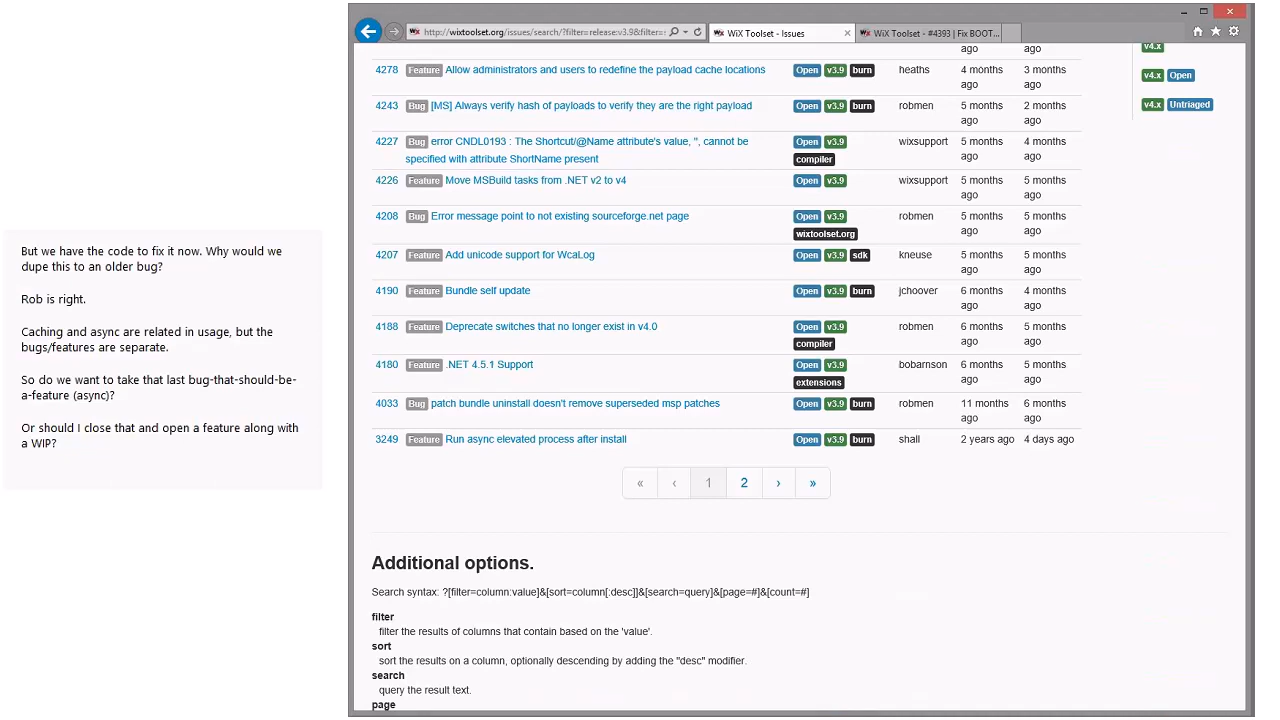 But we have the code to fix it now. Why would we
dupe this to an older bug?
Rob is right.
Caching and async are related in usage, but the
bugs/features are separate.
So do we want to take that last bug-that-should-be-
a-feature (async)?
Or should I close that and open a feature along with
a WIP?
http://wixtoolset.org/issues/search/?filter=release:v3.9&filter=:
WiX Toolset - Issues
WiX Toolset - #4393 | Fix BOOT...
ago ago v4.x
4278 Feature Allow administrators and users to redefine the payload cache locations Open v3.9 burn heaths 4 months 3 months
ago ago
v4.x Open
4243 Bug [MS] Always verify hash of payloads to verify they are the right payload Open v3.9 burn robmen 5 months 2 months
ago ago
v4.x Untriaged
4227 Bug error CNDL0193 : The Shortcut/@Name attribute's value, '', cannot be Open v3.9 wixsupport 5 months 4 months
specified with attribute ShortName present compiler ago ago
4226 Feature Move MSBuild tasks from .NET v2 to v4 Open v3.9 wixsupport 5 months 5 months
ago ago
4208 Bug Error message point to not existing sourceforge.net page Open v3.9 robmen 5 months 5 months
wixtoolset.org ago ago
4207 Feature Add unicode support for WcaLog Open v3.9 sdk kneuse 5 months 5 months
ago ago
4190 Feature Bundle self update Open v3.9 burn jchoover 6 months 4 months
ago ago
4188 Feature Deprecate switches that no longer exist in v4.0 Open v3.9 robmen 6 months 5 months
compiler ago ago
4180 Feature .NET 4.5.1 Support Open v3.9 bobarnson 6 months 5 months
extensions ago ago
4033 Bug patch bundle uninstall doesn't remove superseded msp patches Open v3.9 burn robmen 11 months 6 months
ago ago
3249 Feature Run async elevated process after install Open v3.9 burn shall 2 years ago 4 days ago
« ‹ 1 2 › »
Additional options.
Search syntax: ?[filter=column:value]&[sort=column[:desc]]&[search=query]&[page=#]&[count=#]
filter
filter the results of columns that contain based on the 'value'.
sort
sort the results on a column, optionally descending by adding the "desc" modifier.
search
query the result text.
page